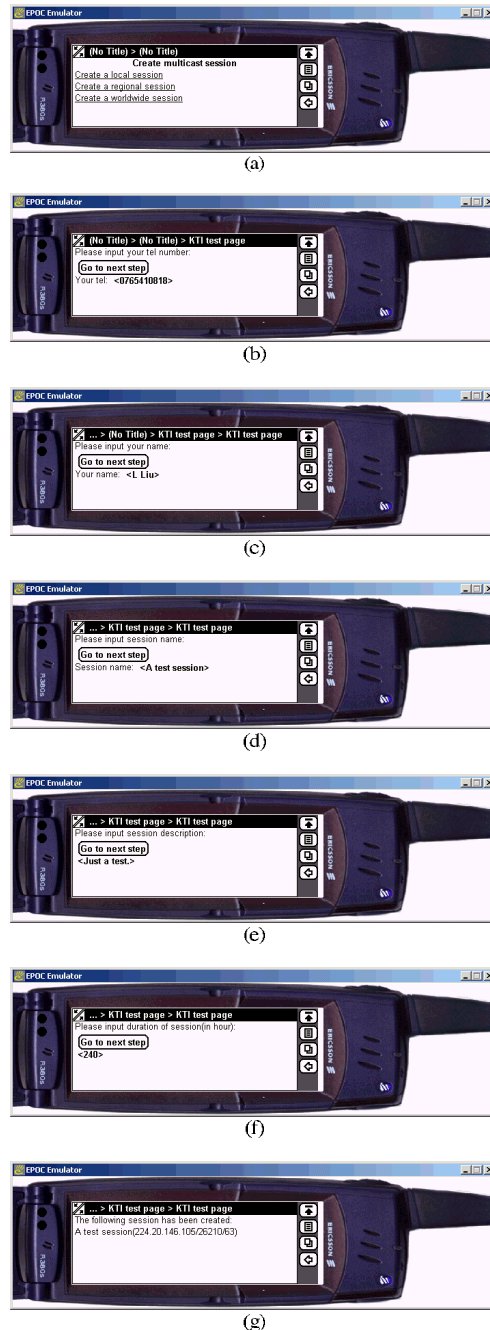 EPOC Emulator
(No Title) > (No Title)
Create multicast session
Create a local session
Create a regional session
Create a worldwide session
R380s
ERICSSON
(a)
EPOC Emulator
(No Title) > (No Title) > KTI test page
Please input your tel number:
Go to next step
Your tel: <0765410818>
R380s
ERICSSON
(b)
EPOC Emulator
... > (No Title) > KTI test page > KTI test page
Please input your name:
Go to next step
Your name: <L Liu>
R380s
ERICSSON
(c)
EPOC Emulator
... > KTI test page > KTI test page
Please input session name:
Go to next step
Session name: <A test session>
R380s
ERICSSON
(d)
EPOC Emulator
... > KTI test page > KTI test page
Please input session description:
Go to next step
<Just a test.>
R380s
ERICSSON
(e)
EPOC Emulator
... > KTI test page > KTI test page
Please input duration of session(in hour):
Go to next step
<240>
R380s
ERICSSON
(f)
EPOC Emulator
... > KTI test page > KTI test page
The following session has been created:
A test session(224.20.146.105/26210/63)
R380s
ERICSSON
(g)